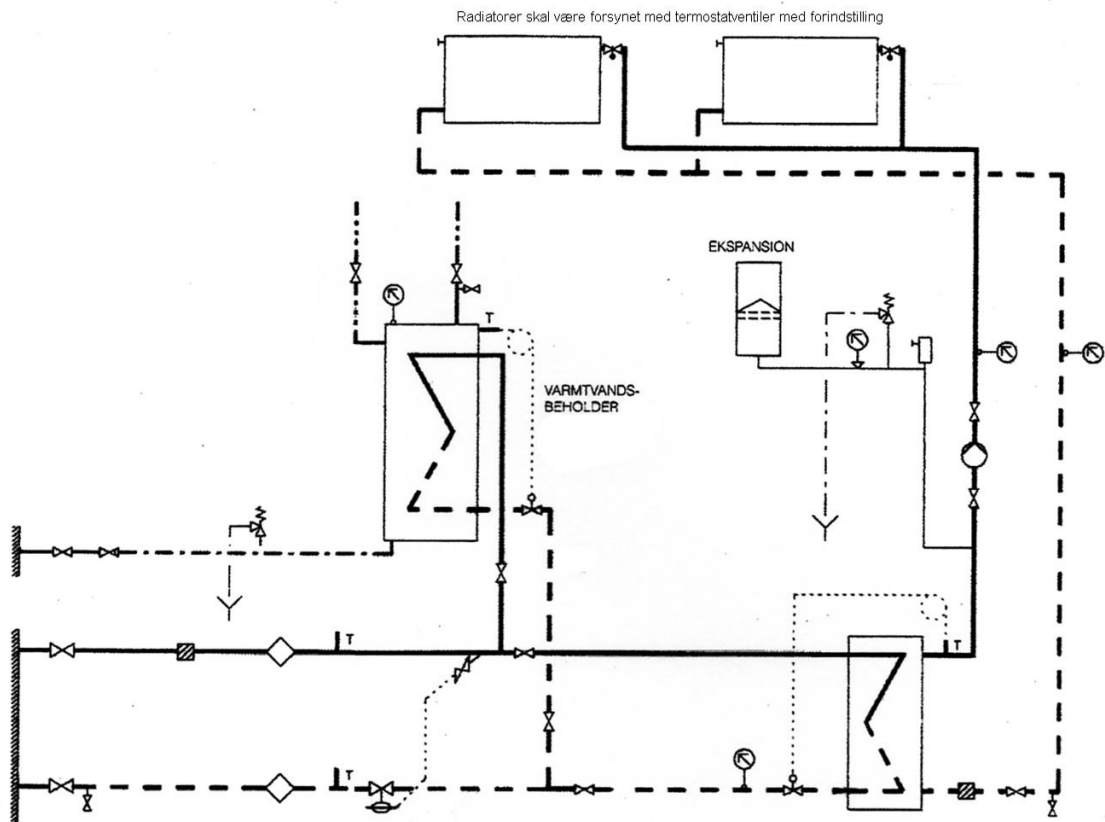 Radiatorer skal være forsynet med termostatventiler med forindstilling
EKSPANSION
T
VARMTVANDS-
BEHOLDER
T
T
T